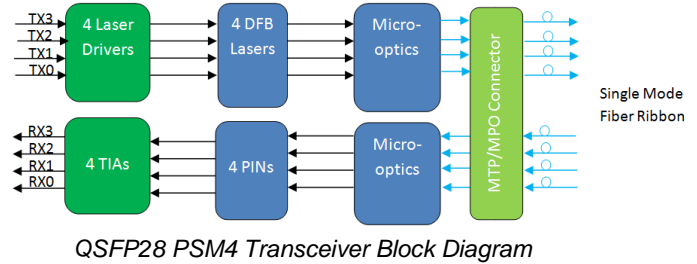 TX3
TX2
TX1
TX0
4 Laser
Drivers
4 DFB
Lasers
Micro-
optics
MTP/MPO Connector
Single Mode
Fiber Ribbon
RX3
RX2
RX1
RX0
4 TIAs
4 PINs
Micro-
optics
QSFP28 PSM4 Transceiver Block Diagram